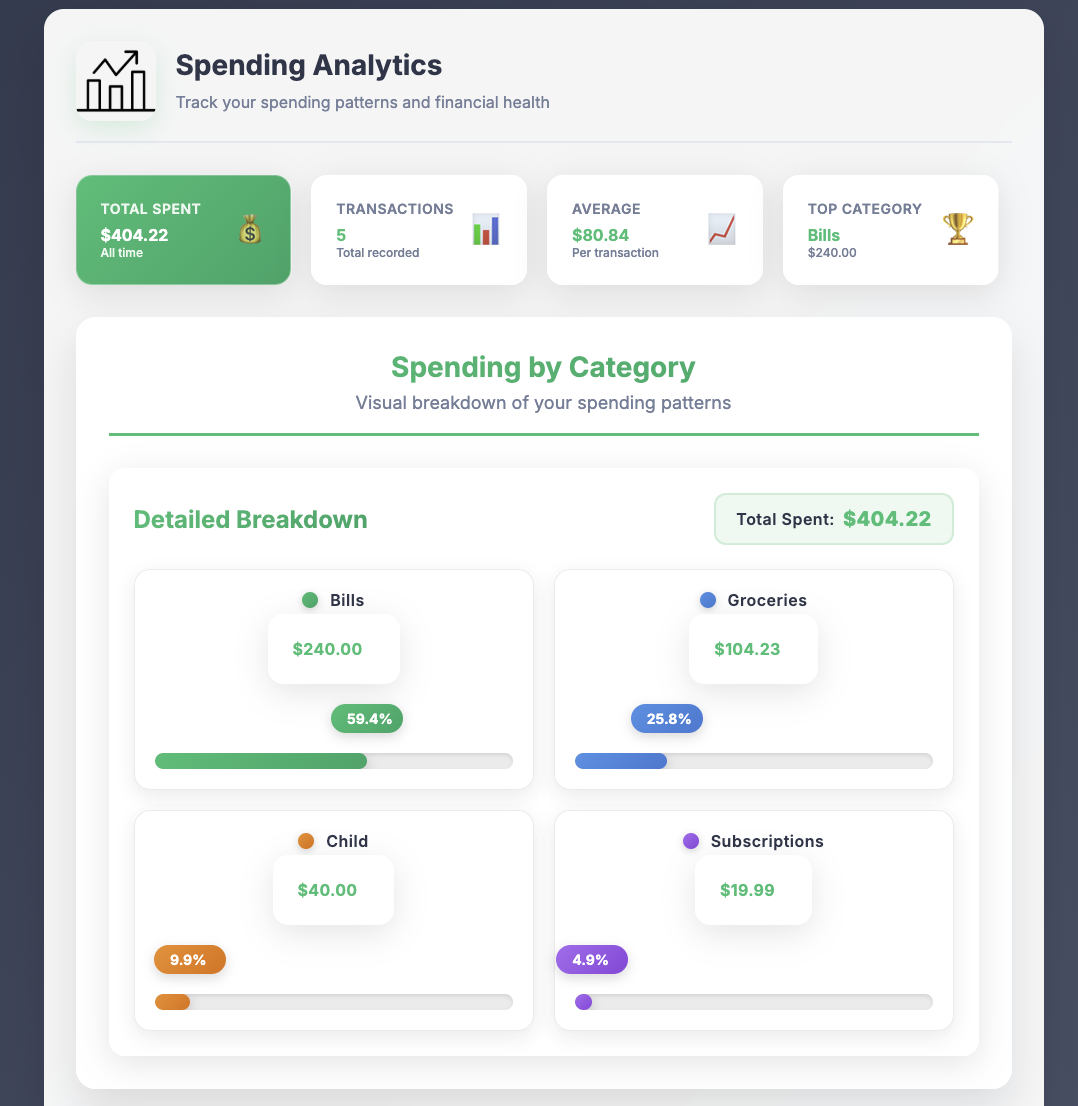 Spending Analytics
Track your spending patterns and financial health
TOTAL SPENT
$404.22
All time
TRANSACTIONS
5
Total recorded
AVERAGE
$80.84
Per transaction
TOP CATEGORY
Bills
$240.00
Spending by Category
Visual breakdown of your spending patterns
Detailed Breakdown
Total Spent: $404.22
Bills
$240.00
59.4%
Groceries
$104.23
25.8%
Child
$40.00
9.9%
Subscriptions
$19.99
4.9%